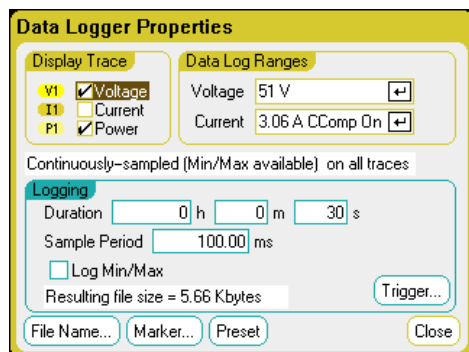 Data Logger Properties
Display Trace
V1 Voltage
I1 Current
P1 Power
Data Log Ranges
Voltage 51 V
Current 3.06 A CComp On
Continuously-sampled (Min/Max available) on all traces
Logging
Duration 0 h 0 m 30 s
Sample Period 100.00 ms
Log Min/Max
Resulting file size = 5.66 Kbytes
Trigger...
File Name... Marker... Preset Close